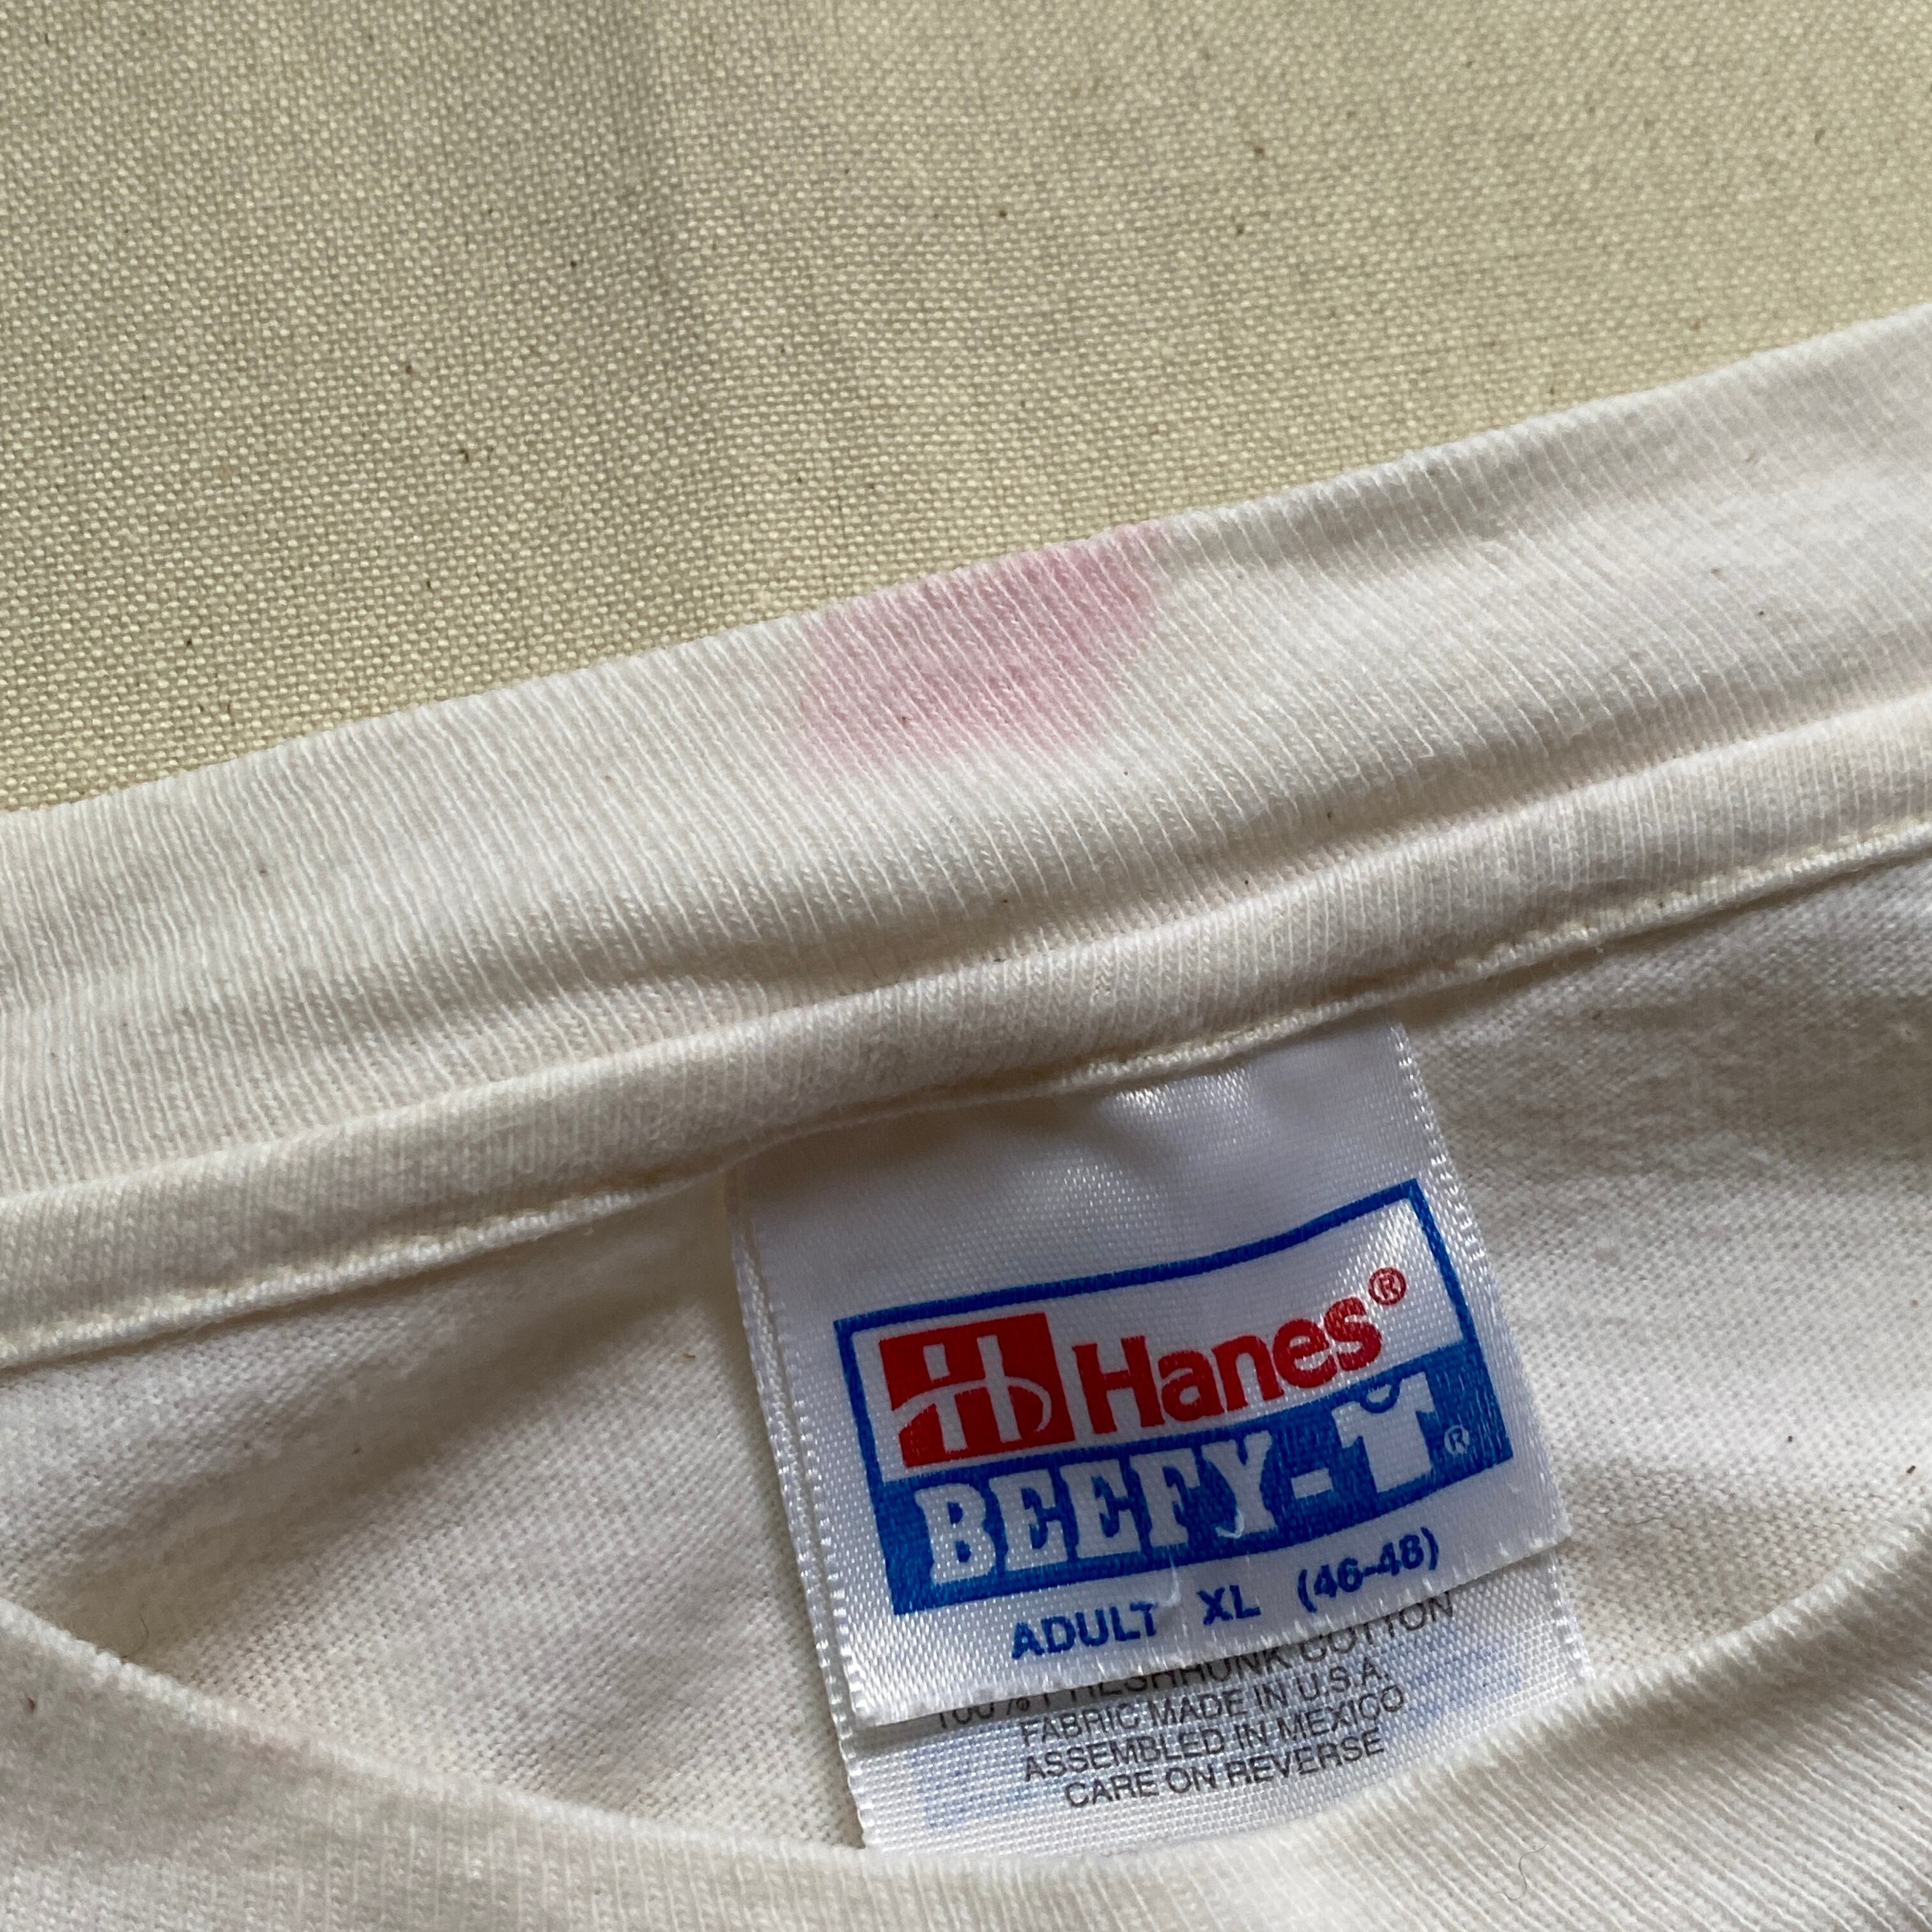 Hanes®
BEEFY-T®
ADULT XL (46-48)
100% PRESHRUNK COTTON
FABRIC MADE IN U.S.A.
ASSEMBLED IN MEXICO
CARE ON REVERSE